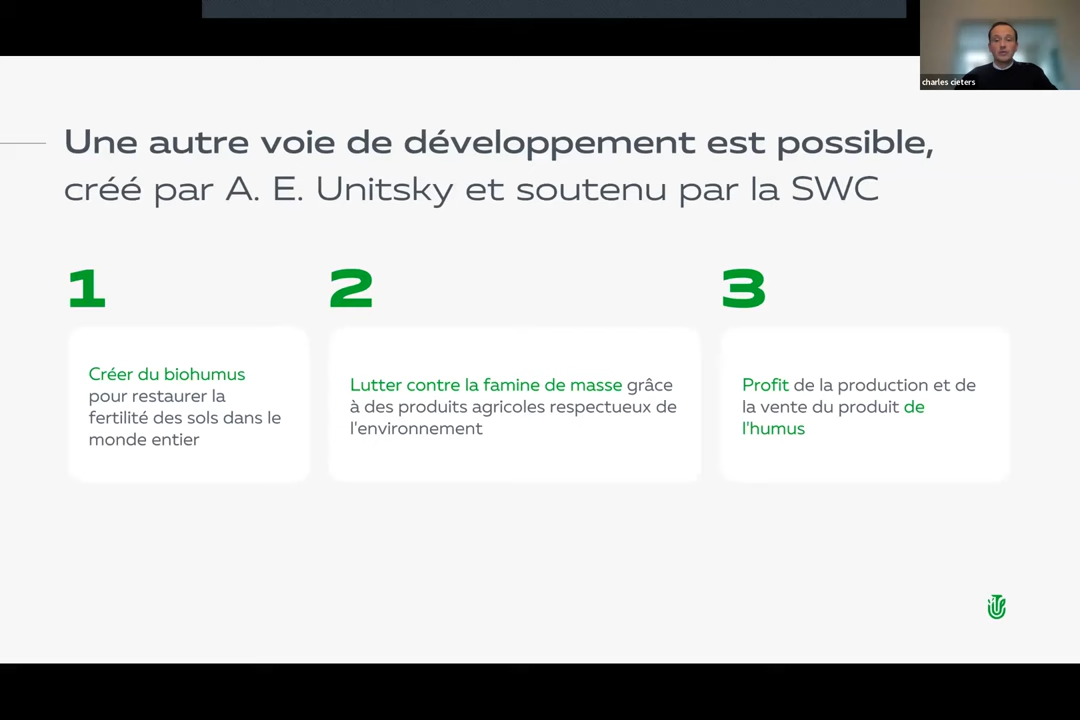 charles cieters
Une autre voie de développement est possible,
créé par A. E. Unitsky et soutenu par la SWC
1
Créer du biohumus
pour restaurer la
fertilité des sols dans le
monde entier
2
Lutter contre la famine de masse grâce
à des produits agricoles respectueux de
l'environnement
3
Profit de la production et de
la vente du produit de
l'humus